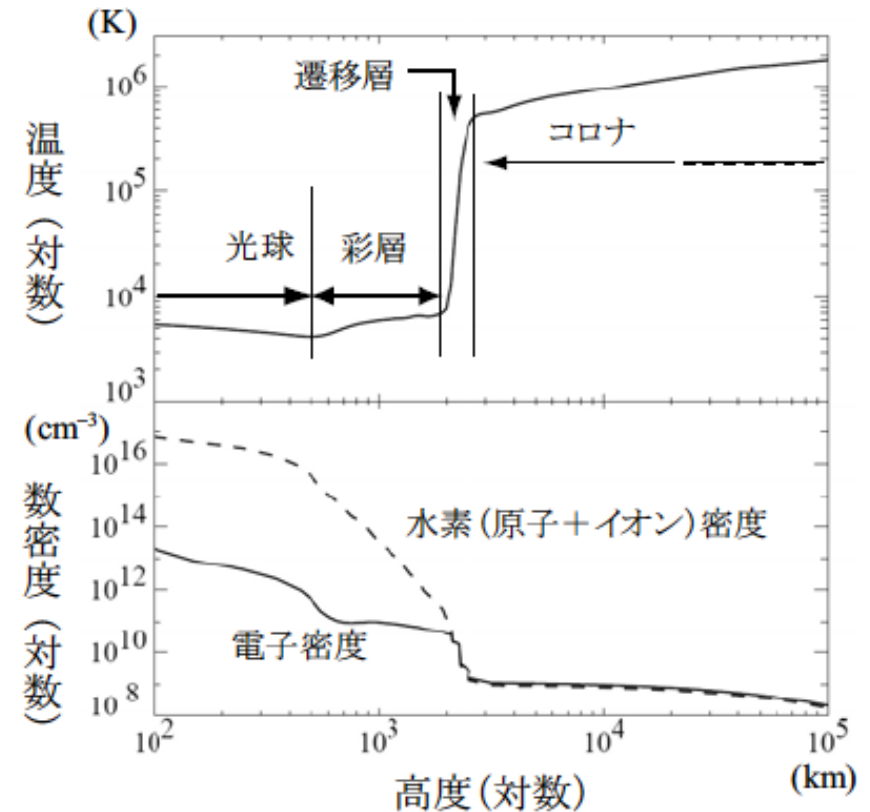 (K)
10⁶
10⁵
10⁴
10³
温度（対数）
遷移層
コロナ
光球
彩層
(cm⁻³)
10¹⁶
10¹⁴
10¹²
10¹⁰
10⁸
数密度（対数）
水素（原子＋イオン）密度
電子密度
10² 10³ 10⁴ 10⁵
高度（対数）
(km)